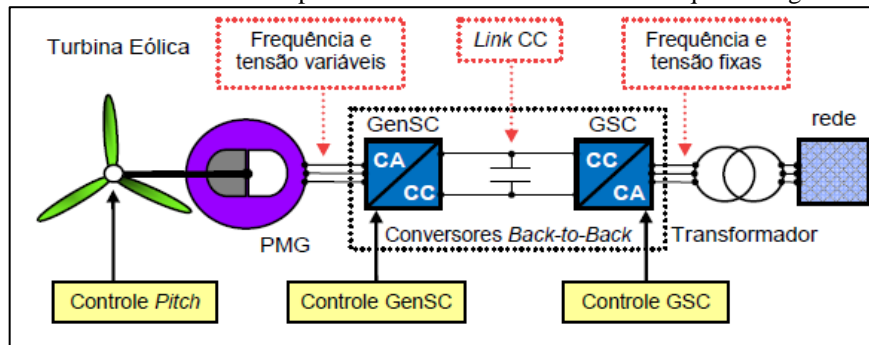 Turbina Eólica
Frequência e
tensão variáveis
Link CC
Frequência e
tensão fixas
GenSC
GSC
rede
CA
CC
CC
CA
PMG
Conversores Back-to-Back
Transformador
Controle Pitch
Controle GenSC
Controle GSC